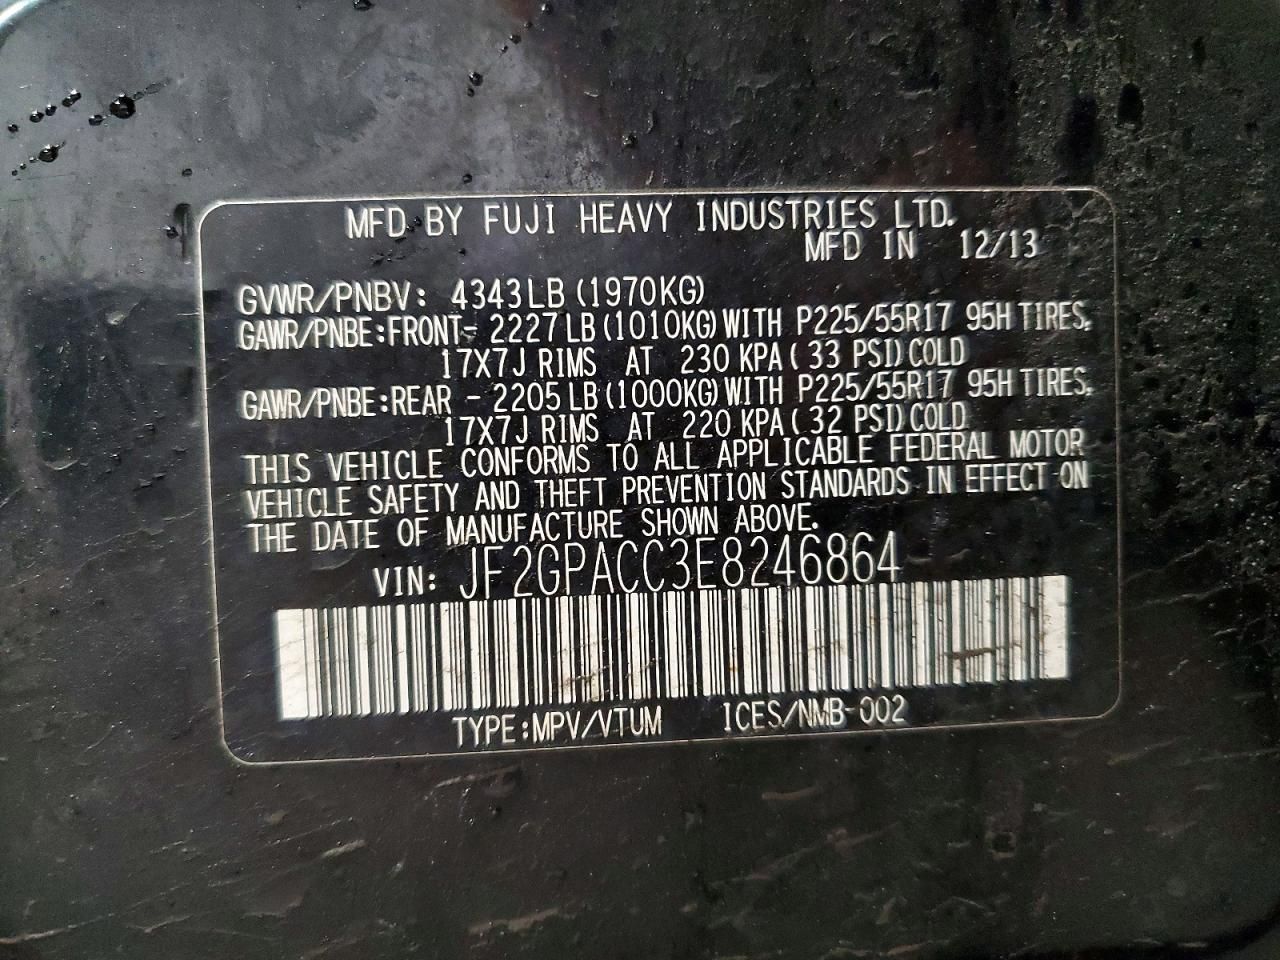 MFD BY FUJI HEAVY INDUSTRIES LTD.
MFD IN 12/13
GVWR/PNBV: 4343LB (1970KG)
GAWR/PNBE:FRONT- 2227LB (1010KG) WITH P225/55R17 95H TIRES,
17X7J RIMS AT 230 KPA ( 33 PSI) COLD
GAWR/PNBE:REAR - 2205LB (1000KG) WITH P225/55R17 95H TIRES,
17X7J RIMS AT 220 KPA ( 32 PSI) COLD
THIS VEHICLE CONFORMS TO ALL APPLICABLE FEDERAL MOTOR
VEHICLE SAFETY AND THEFT PREVENTION STANDARDS IN EFFECT ON
THE DATE OF MANUFACTURE SHOWN ABOVE.
VIN: JF2GPACC3E8246864
TYPE:MPV/VTUM ICES/NMB-002